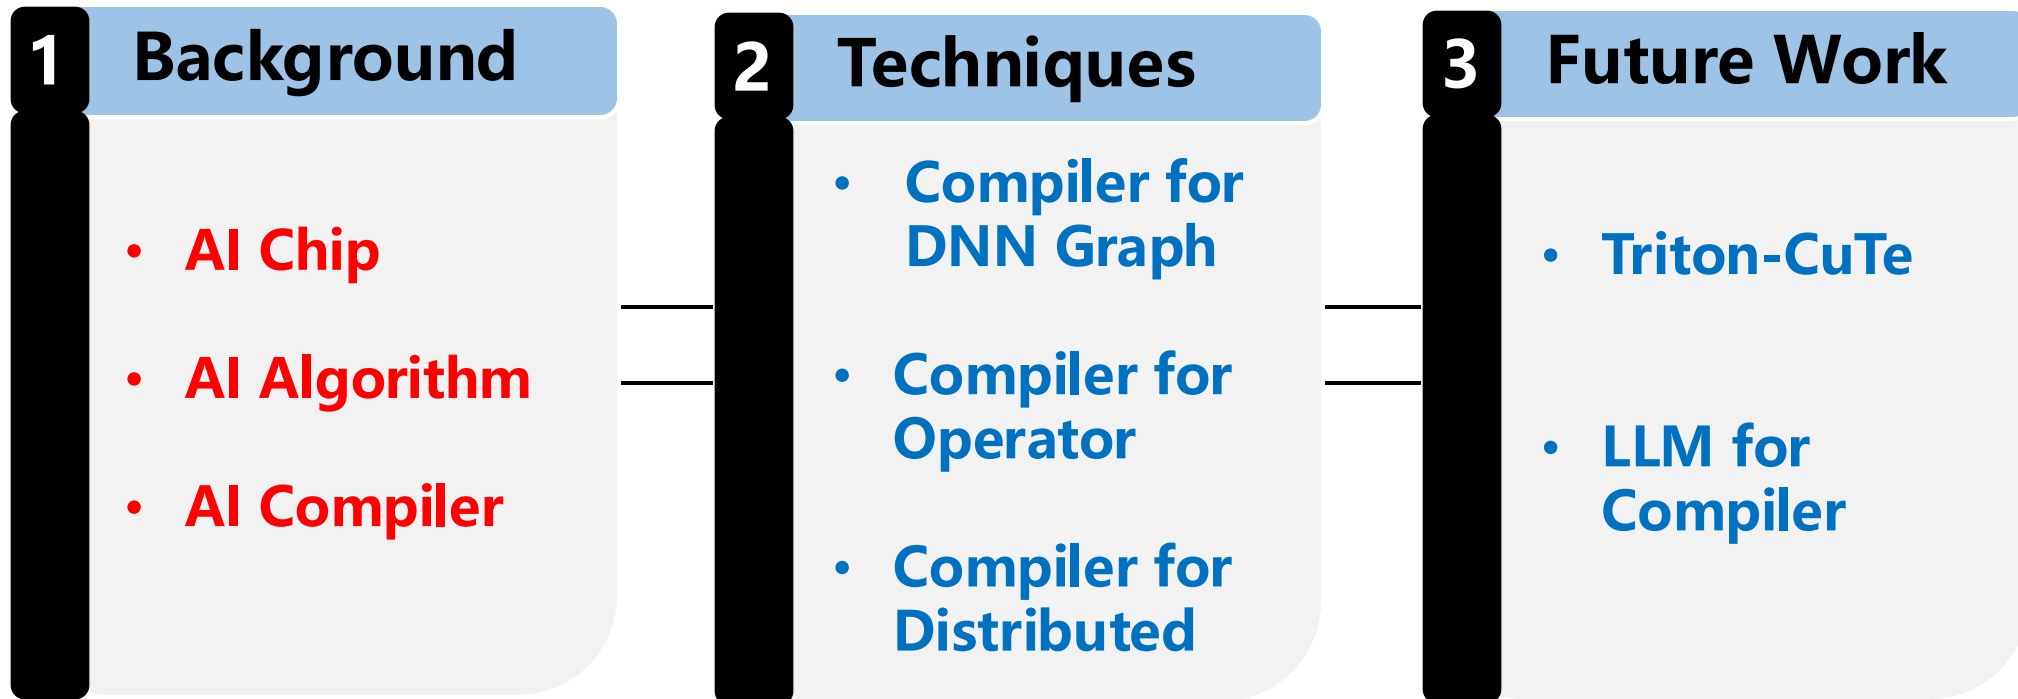 1 Background
• AI Chip
• AI Algorithm
• AI Compiler
2 Techniques
• Compiler for
DNN Graph
• Compiler for
Operator
• Compiler for
Distributed
3 Future Work
• Triton-CuTe
• LLM for
Compiler